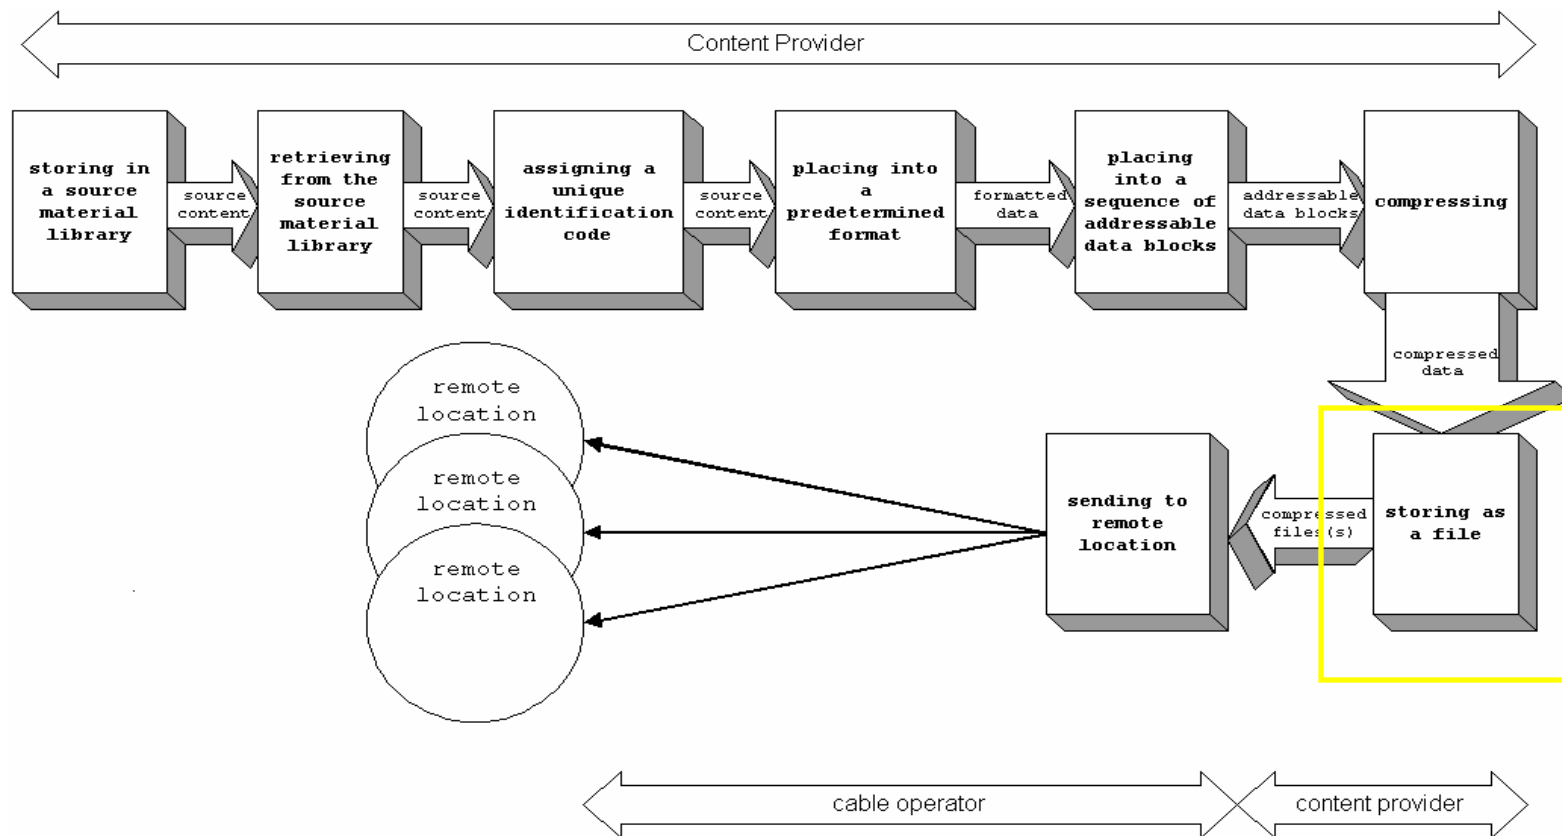 Content Provider
storing in
a source
material
library
source
content
retrieving
from the
source
material
library
source
content
assigning a
unique
identification
code
source
content
placing into
a
predetermined
format
formatted
data
placing
into a
sequence of
addressable
data blocks
addressable
data blocks
compressing
compressed
data
storing as
a file
compressed
files(s)
sending to
remote
location
remote
location
remote
location
remote
location
cable operator
content provider